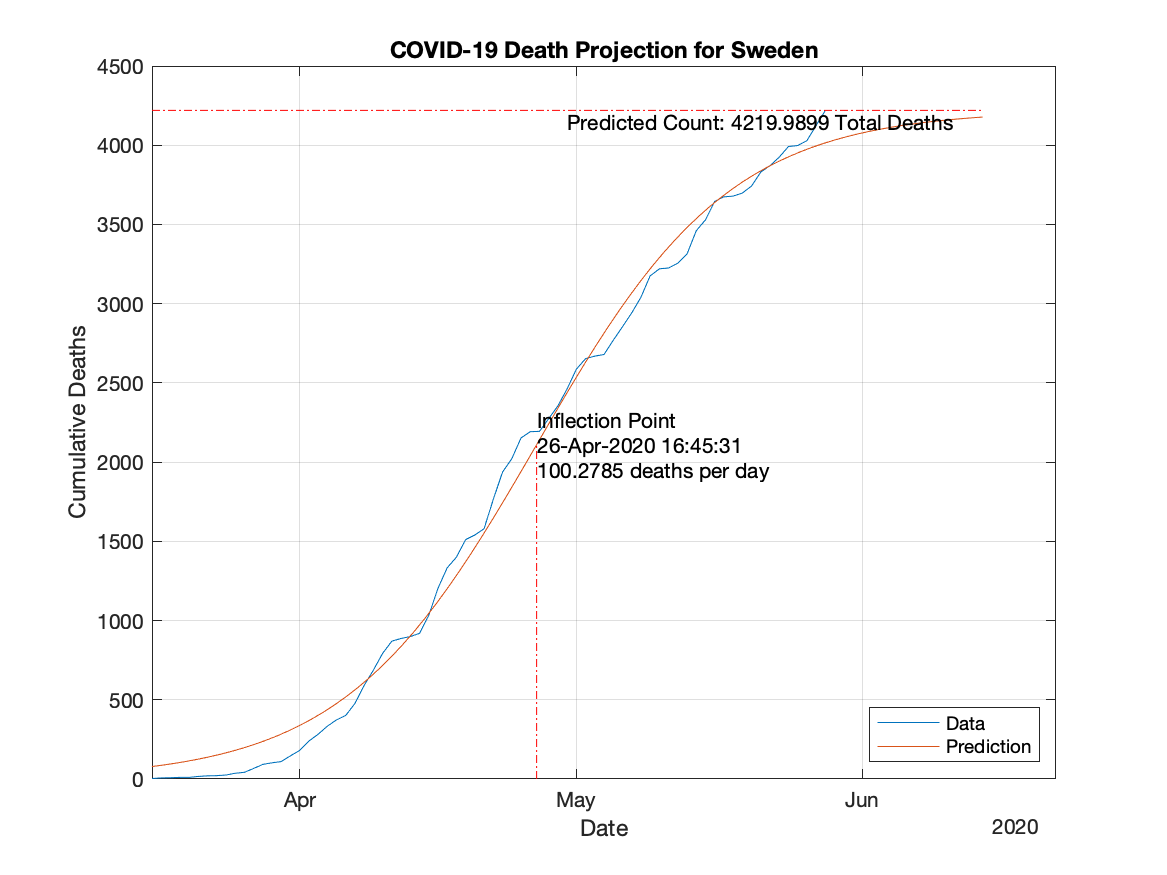 COVID-19 Death Projection for Sweden
4500
Predicted Count: 4219.9899 Total Deaths
4000
3500
3000
2500
Inflection Point
26-Apr-2020 16:45:31
100.2785 deaths per day
2000
1500
1000
500
0
Cumulative Deaths
Data
Prediction
Apr
May
Jun
Date
2020